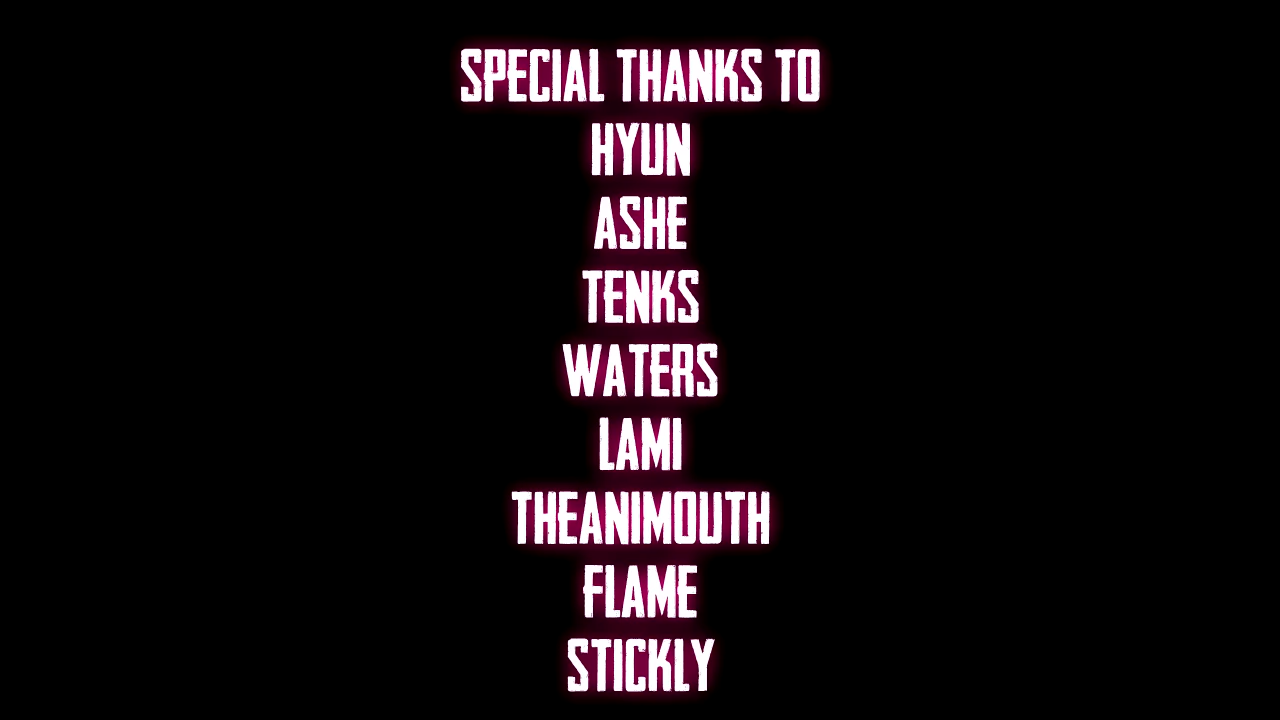 SPECIAL THANKS TO
HYUN
ASHE
TENKS
WATERS
LAMI
THEANIMOUTH
FLAME
STICKLY